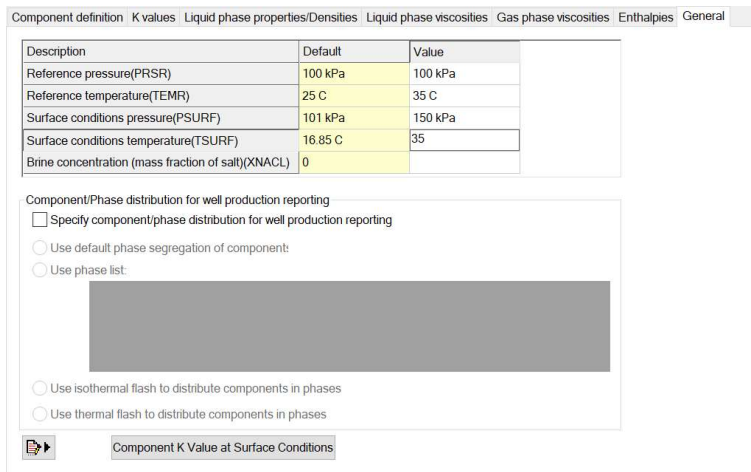 Component definition K values Liquid phase properties/Densities Liquid phase viscosities Gas phase viscosities Enthalpies General
Description Default Value
Reference pressure(PRSR) 100 kPa 100 kPa
Reference temperature(TEMR) 25 C 35 C
Surface conditions pressure(PSURF) 101 kPa 150 kPa
Surface conditions temperature(TSURF) 16.85 C 35
Brine concentration (mass fraction of salt)(XNACL) 0
Component/Phase distribution for well production reporting
Specify component/phase distribution for well production reporting
Use default phase segregation of components
Use phase list:
Use isothermal flash to distribute components in phases
Use thermal flash to distribute components in phases
Component K Value at Surface Conditions